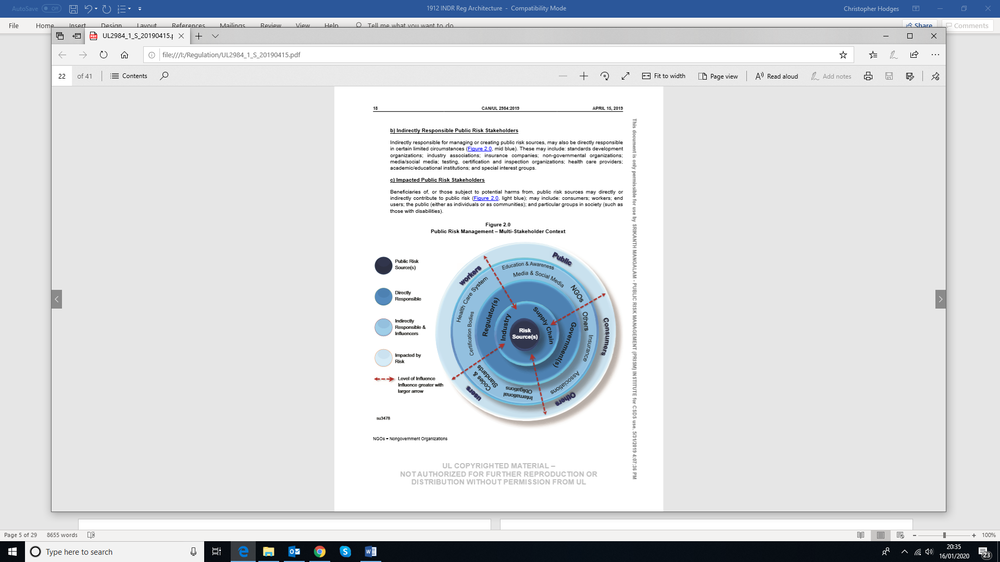 AutoSave Off
1912 INDR Reg Architecture - Compatibility Mode
Christopher Hodges
File Home Insert Design Layout References Mailings Review View Help Tell me what you want to do
Share Comments
UL2984_1_S_20190415.p
file:///I:/Regulation/UL2984_1_S_20190415.pdf
22 of 41 Contents
Fit to width Page view Read aloud Add notes
18 CAN/UL 2984:2019 APRIL 15, 2019
b) Indirectly Responsible Public Risk Stakeholders
Indirectly responsible for managing or creating public risk sources, may also be directly responsible
in certain limited circumstances (Figure 2.0, mid blue). These may include: standards development
organizations; industry associations; insurance companies; non-governmental organizations;
media/social media; testing, certification and inspection organizations; health care providers;
academic/educational institutions; and special interest groups.
c) Impacted Public Risk Stakeholders
Beneficiaries of, or those subject to potential harms from, public risk sources may directly or
indirectly contribute to public risk (Figure 2.0, light blue); may include: consumers; workers; end
users; the public (either as individuals or as communities); and particular groups in society (such as
those with disabilities).
Figure 2.0
Public Risk Management – Multi-Stakeholder Context
Public Risk
Source(s)
Directly
Responsible
Indirectly
Responsible &
Influencers
Impacted by
Risk
Level of Influence
Influence greater with
larger arrow
su3478
Public
workers
Consumers
users
Others
Education & Awareness
Media & Social Media
NGOs
Others
Insurance
Associations
International
Obligations
Codes &
Standards
Certification Bodies
Health Care System
Regulator(s)
Government(s)
Industry
Supply Chain
Risk
Source(s)
NGOs = Nongovernment Organizations
UL COPYRIGHTED MATERIAL –
NOT AUTHORIZED FOR FURTHER REPRODUCTION OR
DISTRIBUTION WITHOUT PERMISSION FROM UL
This document is only permissible for use by SRIKANTH MANGALAM - PUBLIC RISK MANAGEMENT (PRISM) INSTITUTE for CSDS use. 5/31/2019 4:07:36 PM
Page 5 of 29 8655 words
100%
Type here to search
20:35
16/01/2020
23